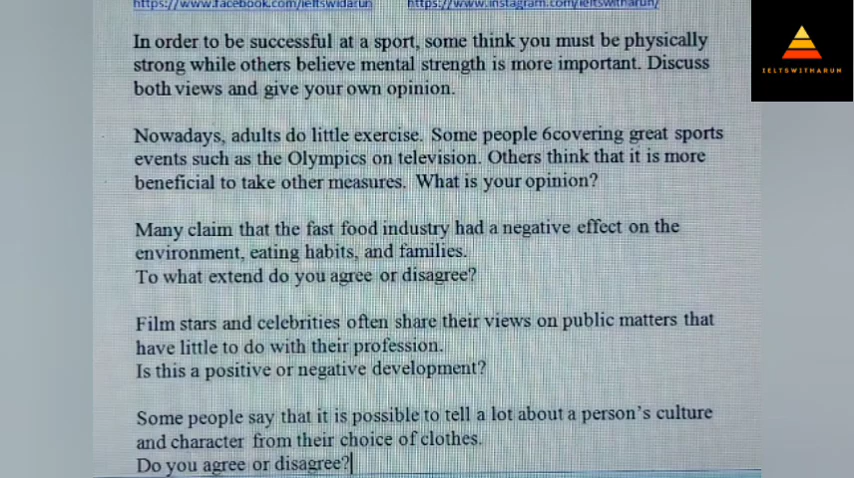 https://www.facebook.com/ieltswidarun https://www.instagram.com/ieltswitharun/
In order to be successful at a sport, some think you must be physically
strong while others believe mental strength is more important. Discuss
both views and give your own opinion.
Nowadays, adults do little exercise. Some people 6covering great sports
events such as the Olympics on television. Others think that it is more
beneficial to take other measures. What is your opinion?
Many claim that the fast food industry had a negative effect on the
environment, eating habits, and families.
To what extend do you agree or disagree?
Film stars and celebrities often share their views on public matters that
have little to do with their profession.
Is this a positive or negative development?
Some people say that it is possible to tell a lot about a person's culture
and character from their choice of clothes.
Do you agree or disagree?
IELTSWITHARUN